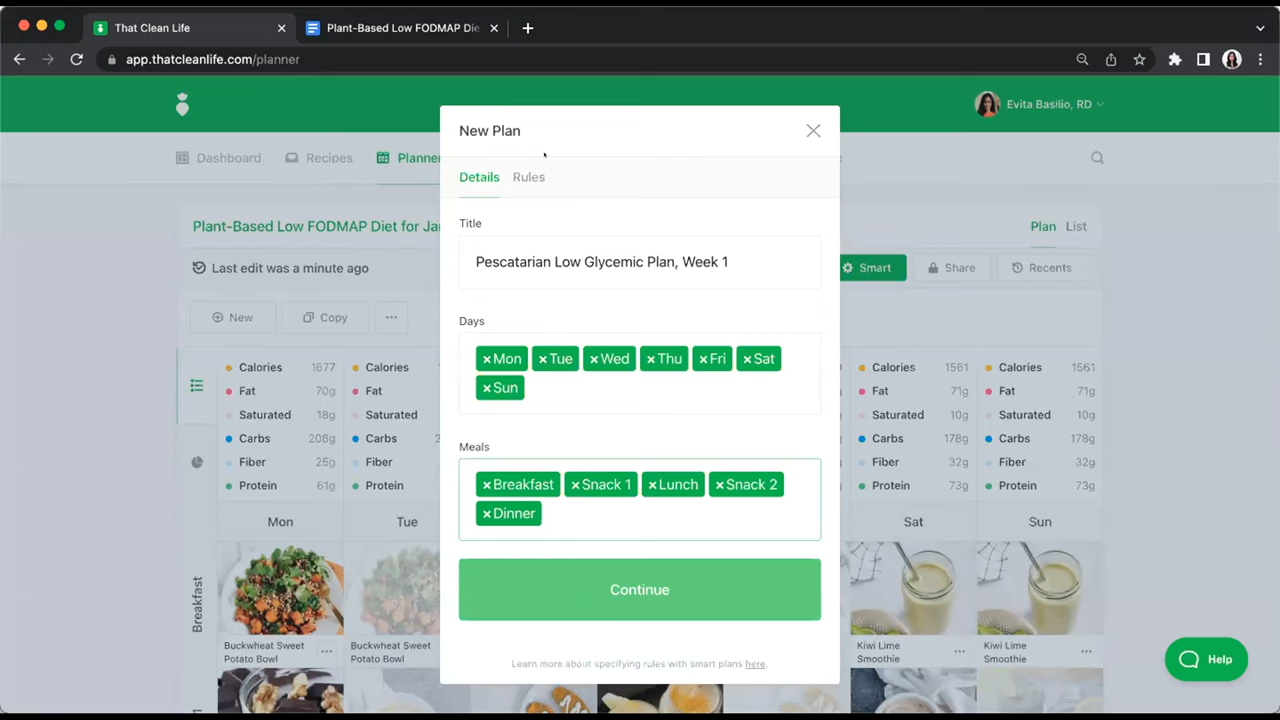 That Clean Life
Plant-Based Low FODMAP Die
app.thatcleanlife.com/planner
Evita Basilio, RD
Dashboard
Recipes
Planner
New Plan
Details
Rules
Title
Pescatarian Low Glycemic Plan, Week 1
Days
×Mon ×Tue ×Wed ×Thu ×Fri ×Sat
×Sun
Meals
×Breakfast ×Snack 1 ×Lunch ×Snack 2
×Dinner
Continue
Learn more about specifying rules with smart plans here.
Plant-Based Low FODMAP Diet for Ja
Plan List
Last edit was a minute ago
Smart Share Recents
New Copy ...
Calories 1677 Calories
Fat 70g Fat
Saturated 18g Saturated
Carbs 208g Carbs 2
Fiber 25g Fiber
Protein 61g Protein
Calories 1561 Calories 1561
Fat 71g Fat 71g
Saturated 10g Saturated 10g
Carbs 178g Carbs 178g
Fiber 32g Fiber 32g
Protein 73g Protein 73g
Mon Tue Sat Sun
Breakfast
Buckwheat Sweet
Potato Bowl
Buckwheat Sweet
Potato Bowl
Kiwi Lime
Smoothie
Kiwi Lime
Smoothie
Help